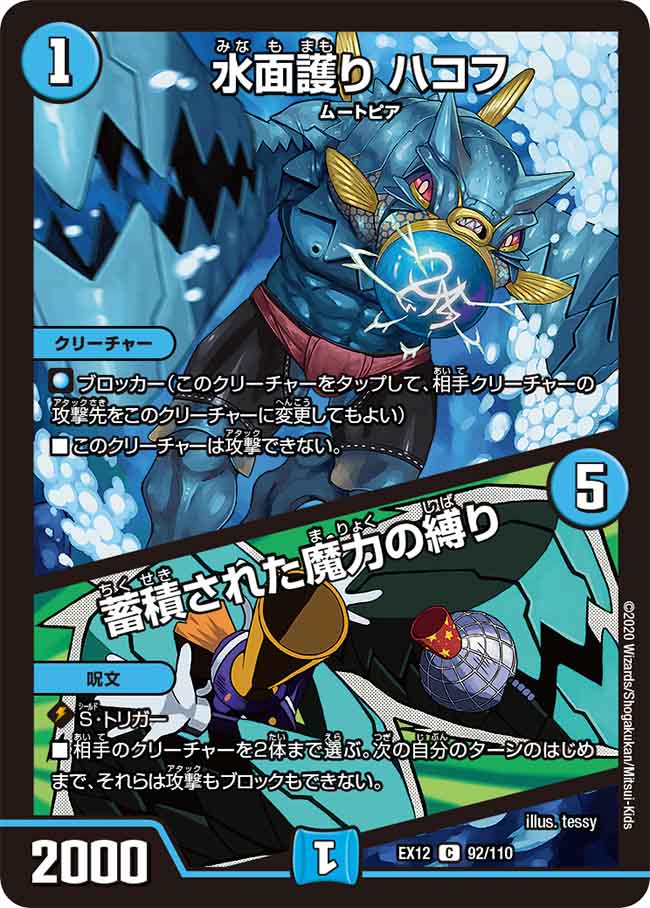 1
みなもまも
水面護り ハコフ
ムートピア
クリーチャー
ブロッカー(このクリーチャーをタップして、相手クリーチャーの
攻撃先をこのクリーチャーに変更してもよい)
■このクリーチャーは攻撃できない。
5
ちくせき まりょく しば
蓄積された魔力の縛り
呪文
S・トリガー
■相手のクリーチャーを2体まで選ぶ。次の自分のターンのはじめ
まで、それらは攻撃もブロックもできない。
illus. tessy
2000
1
EX12 C 92/110
©2020 Wizards/Shogakukan/Mitsui-Kids